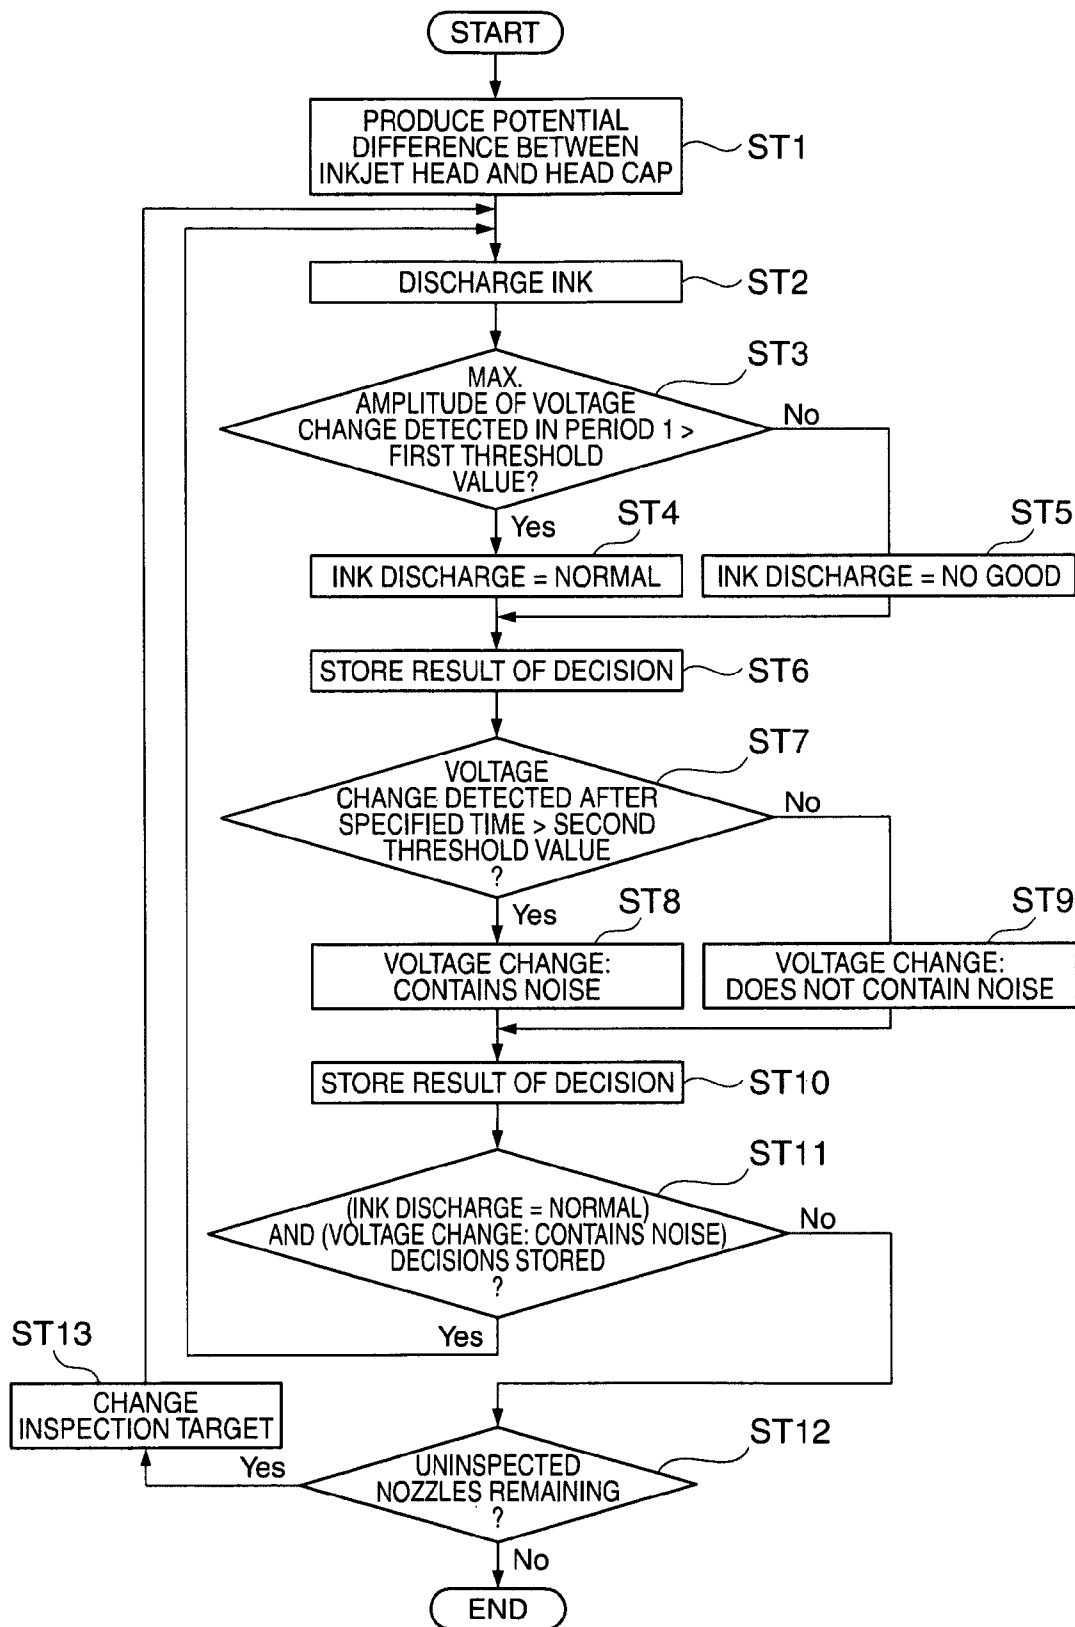 START
PRODUCE POTENTIAL
DIFFERENCE BETWEEN
INKJET HEAD AND HEAD CAP
ST1
DISCHARGE INK
ST2
ST3
MAX.
AMPLITUDE OF VOLTAGE
CHANGE DETECTED IN PERIOD 1 >
FIRST THRESHOLD
VALUE?
No
Yes
ST4
ST5
INK DISCHARGE = NORMAL
INK DISCHARGE = NO GOOD
STORE RESULT OF DECISION
ST6
ST7
VOLTAGE
CHANGE DETECTED AFTER
SPECIFIED TIME > SECOND
THRESHOLD VALUE
?
No
Yes
ST8
ST9
VOLTAGE CHANGE:
CONTAINS NOISE
VOLTAGE CHANGE:
DOES NOT CONTAIN NOISE
STORE RESULT OF DECISION
ST10
ST11
(INK DISCHARGE = NORMAL)
AND (VOLTAGE CHANGE: CONTAINS NOISE)
DECISIONS STORED
?
No
Yes
ST13
CHANGE
INSPECTION TARGET
ST12
Yes
UNINSPECTED
NOZZLES REMAINING
?
No
END